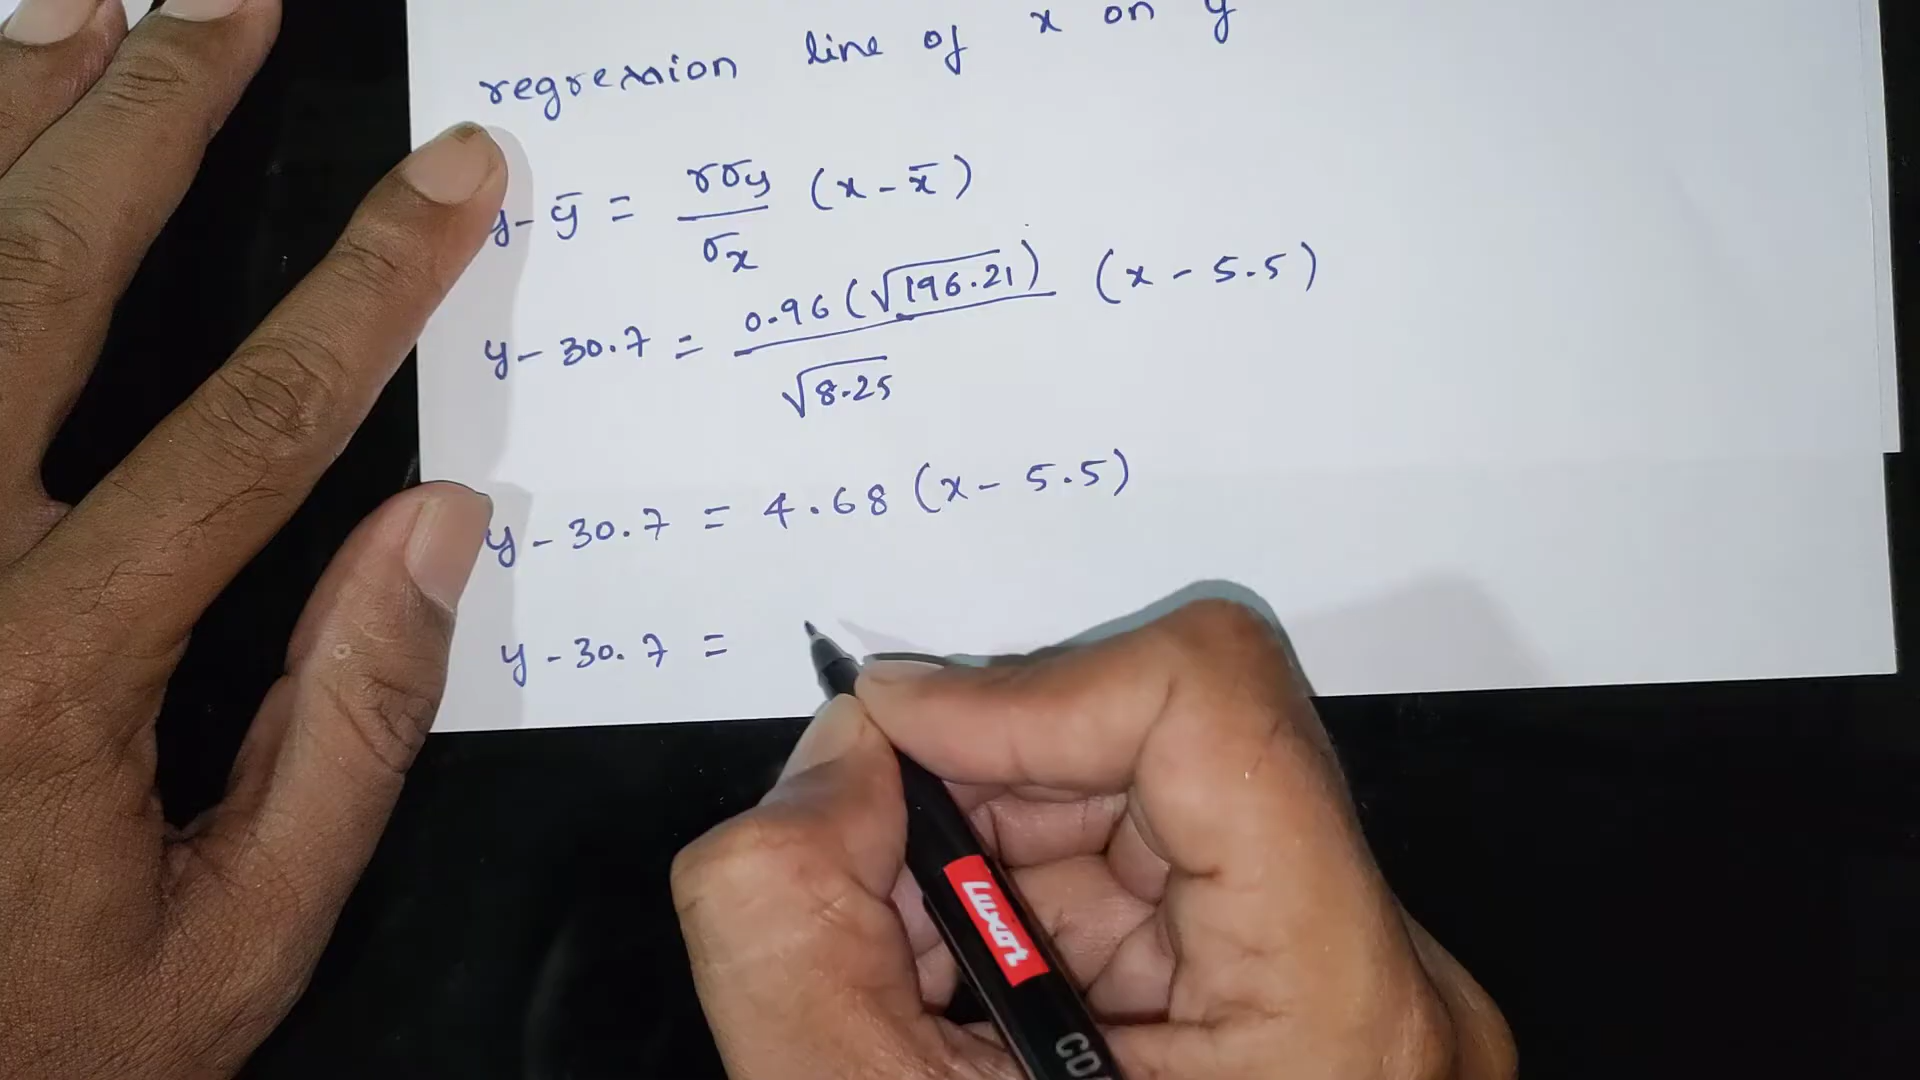 regression line of x on y
y - ȳ = rσy / σx (x - x̄)
y - 30.7 = 0.96 (√196.21) / √8.25 (x - 5.5)
y - 30.7 = 4.68 (x - 5.5)
y - 30.7 =
Luxor